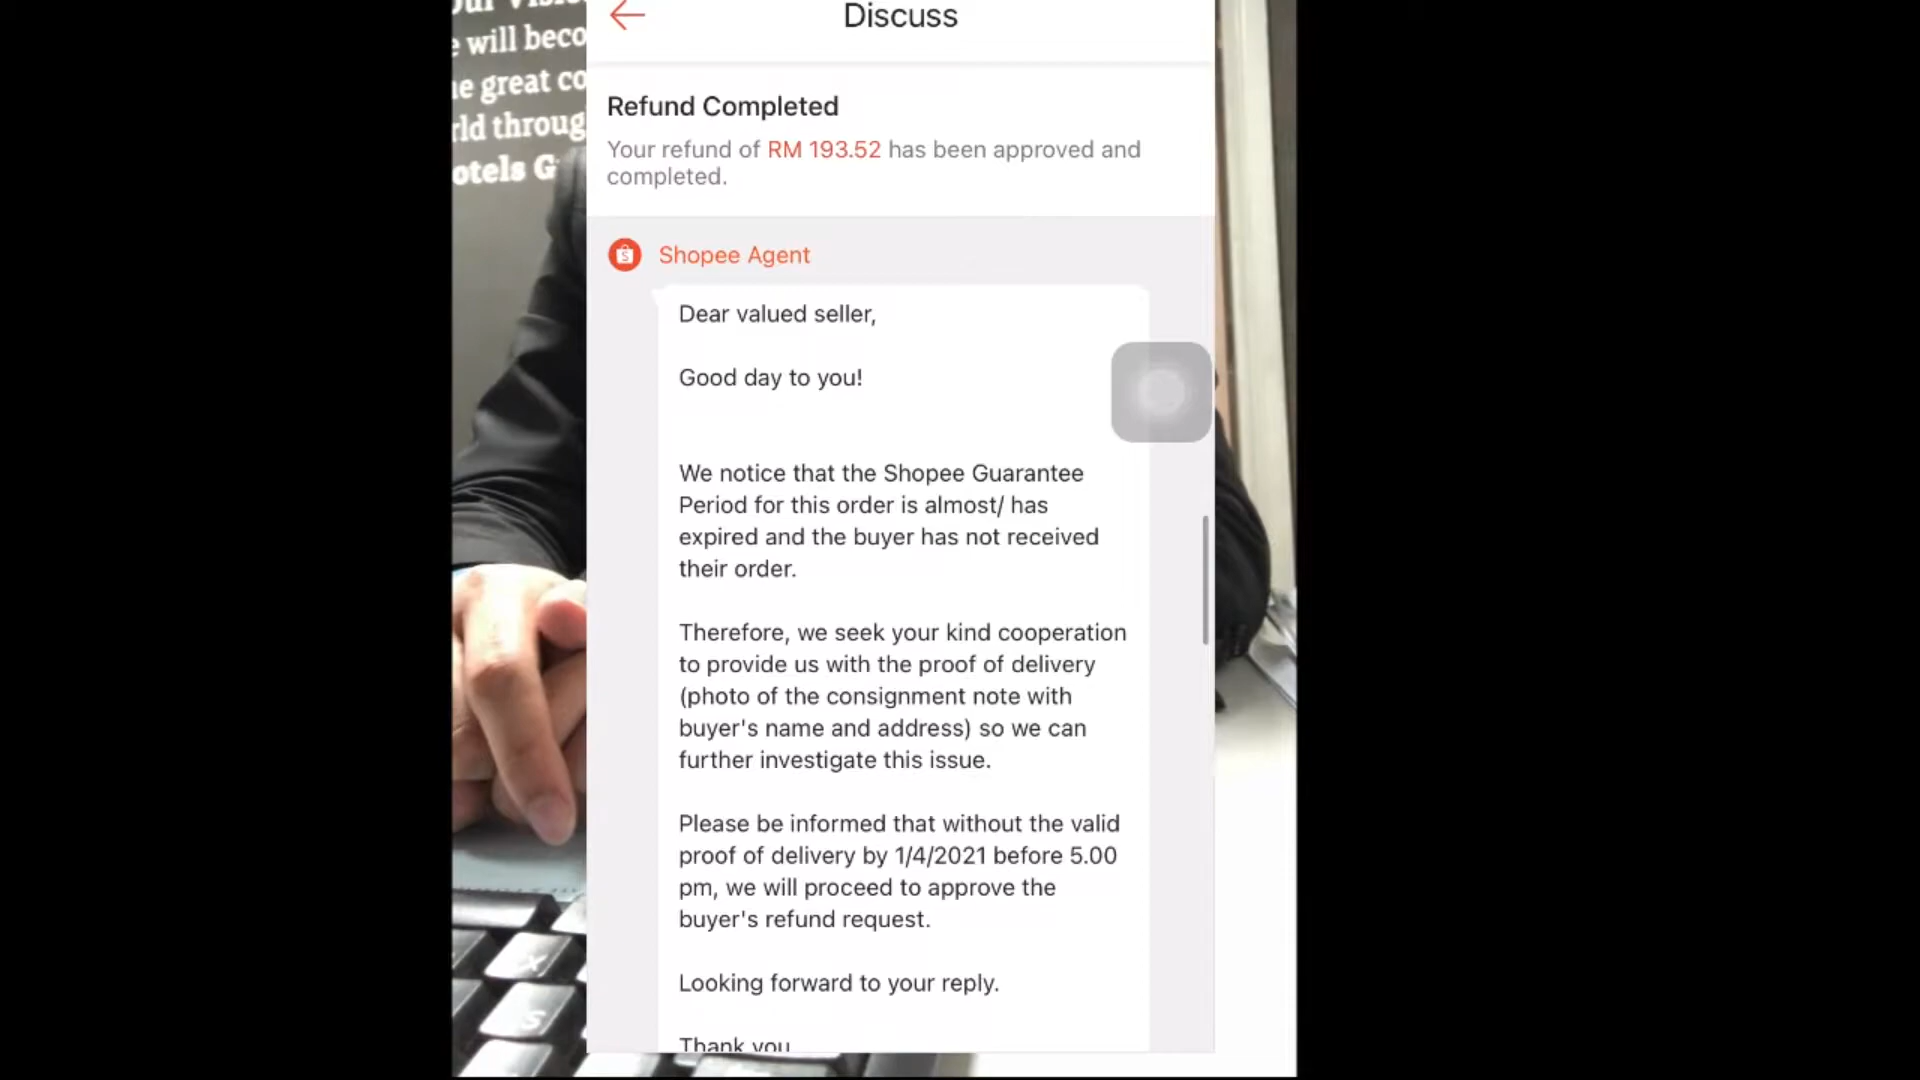 will beco
great co
throug
Discuss
Refund Completed
Your refund of RM 193.52 has been approved and
completed.
Shopee Agent
Dear valued seller,
Good day to you!
We notice that the Shopee Guarantee
Period for this order is almost/ has
expired and the buyer has not received
their order.
Therefore, we seek your kind cooperation
to provide us with the proof of delivery
(photo of the consignment note with
buyer's name and address) so we can
further investigate this issue.
Please be informed that without the valid
proof of delivery by 1/4/2021 before 5.00
pm, we will proceed to approve the
buyer's refund request.
Looking forward to your reply.
Thank you
X
S